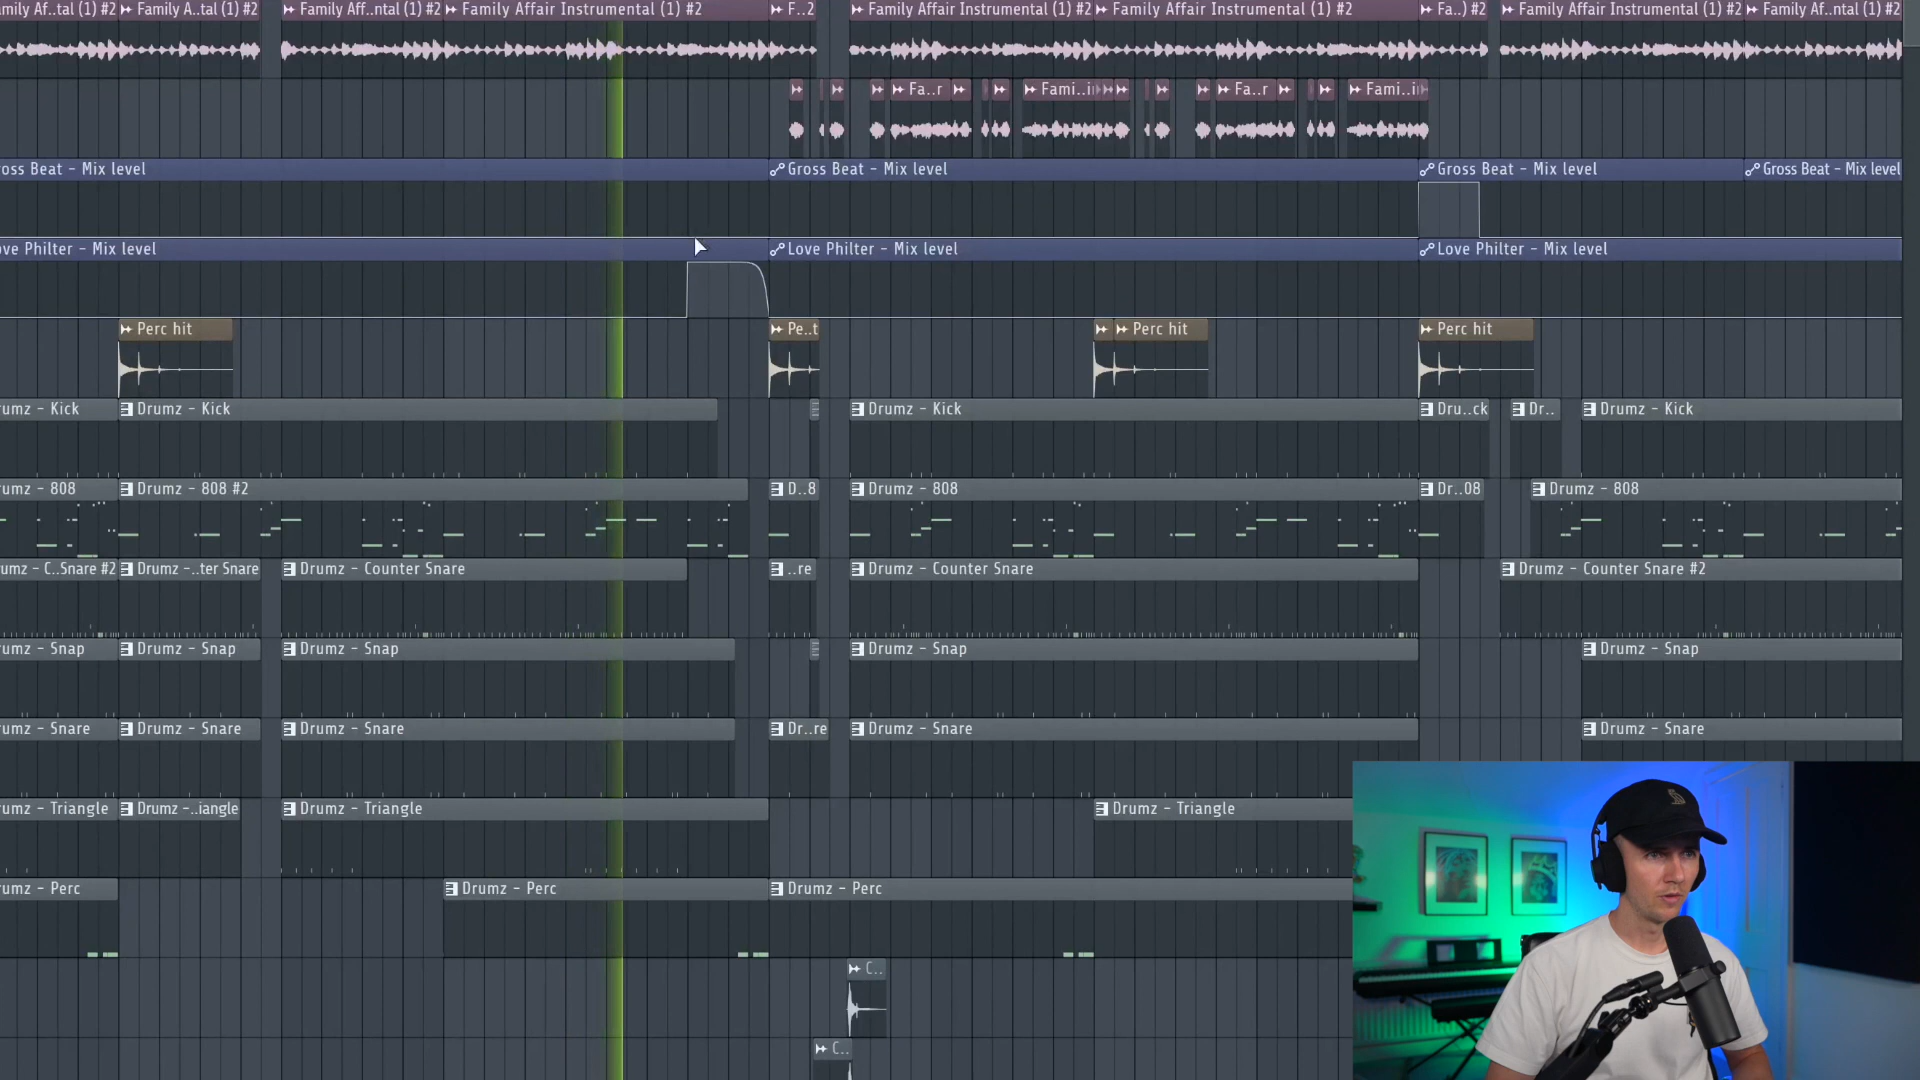 mily Af..tal (1) #2 Family A..tal (1) #2 Family Aff..ntal (1) #2 Family Affair Instrumental (1) #2 F..2 Family Affair Instrumental (1) #2 Family Affair Instrumental (1) #2 Fa..) #2 Family Affair Instrumental (1) #2 Family Af..ntal (1) #2
Fa..r Fami..i Fa..r Fami..i
oss Beat - Mix level Gross Beat - Mix level Gross Beat - Mix level Gross Beat - Mix level
ove Philter - Mix level Love Philter - Mix level Love Philter - Mix level
Perc hit Pe..t Perc hit Perc hit
umz - Kick Drumz - Kick Drumz - Kick Dru..ck Dr.. Drumz - Kick
umz - 808 Drumz - 808 #2 D..8 Drumz - 808 Dr..08 Drumz - 808
umz - C..Snare #2 Drumz -..ter Snare Drumz - Counter Snare ..re Drumz - Counter Snare Drumz - Counter Snare #2
umz - Snap Drumz - Snap Drumz - Snap Drumz - Snap Drumz - Snap
umz - Snare Drumz - Snare Drumz - Snare Dr..re Drumz - Snare Drumz - Snare
umz - Triangle Drumz -..iangle Drumz - Triangle Drumz - Triangle
umz - Perc Drumz - Perc Drumz - Perc
C..
C..